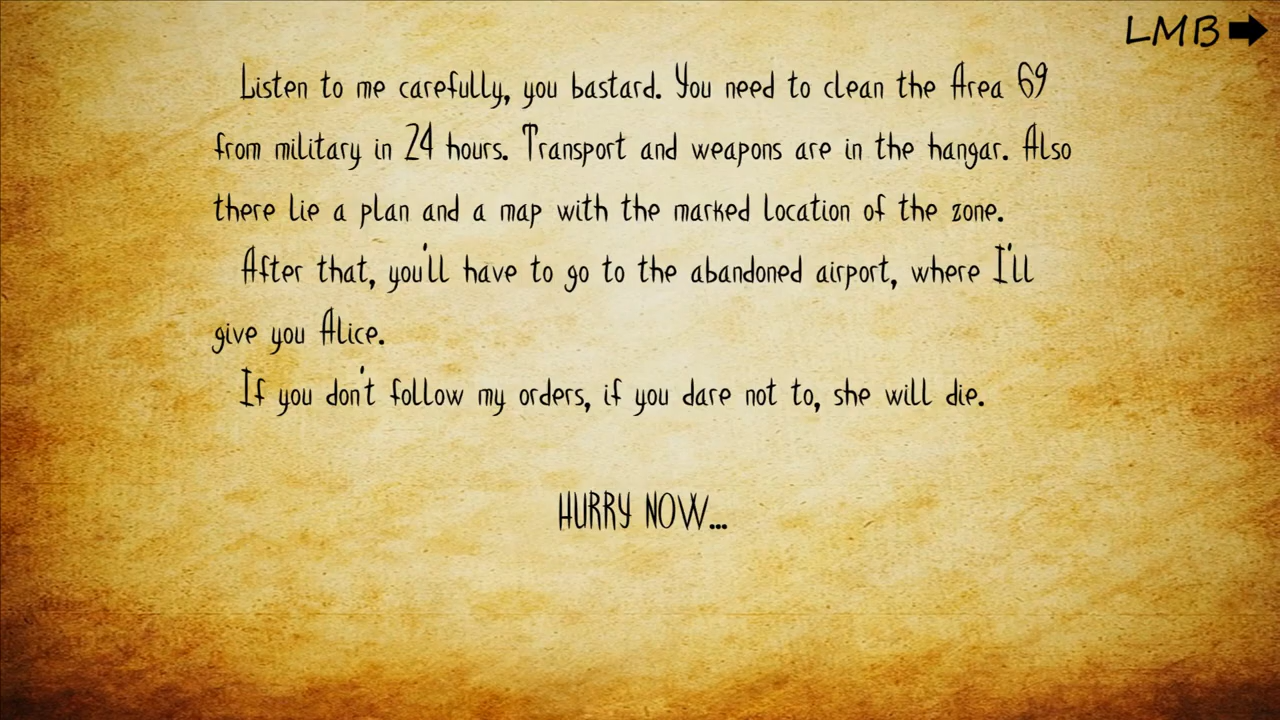 LMB
Listen to me carefully, you bastard. You need to clean the Area 69
from military in 24 hours. Transport and weapons are in the hangar. Also
there lie a plan and a map with the marked location of the zone.
After that, you'll have to go to the abandoned airport, where I'll
give you Alice.
If you don't follow my orders, if you dare not to, she will die.
HURRY NOW...